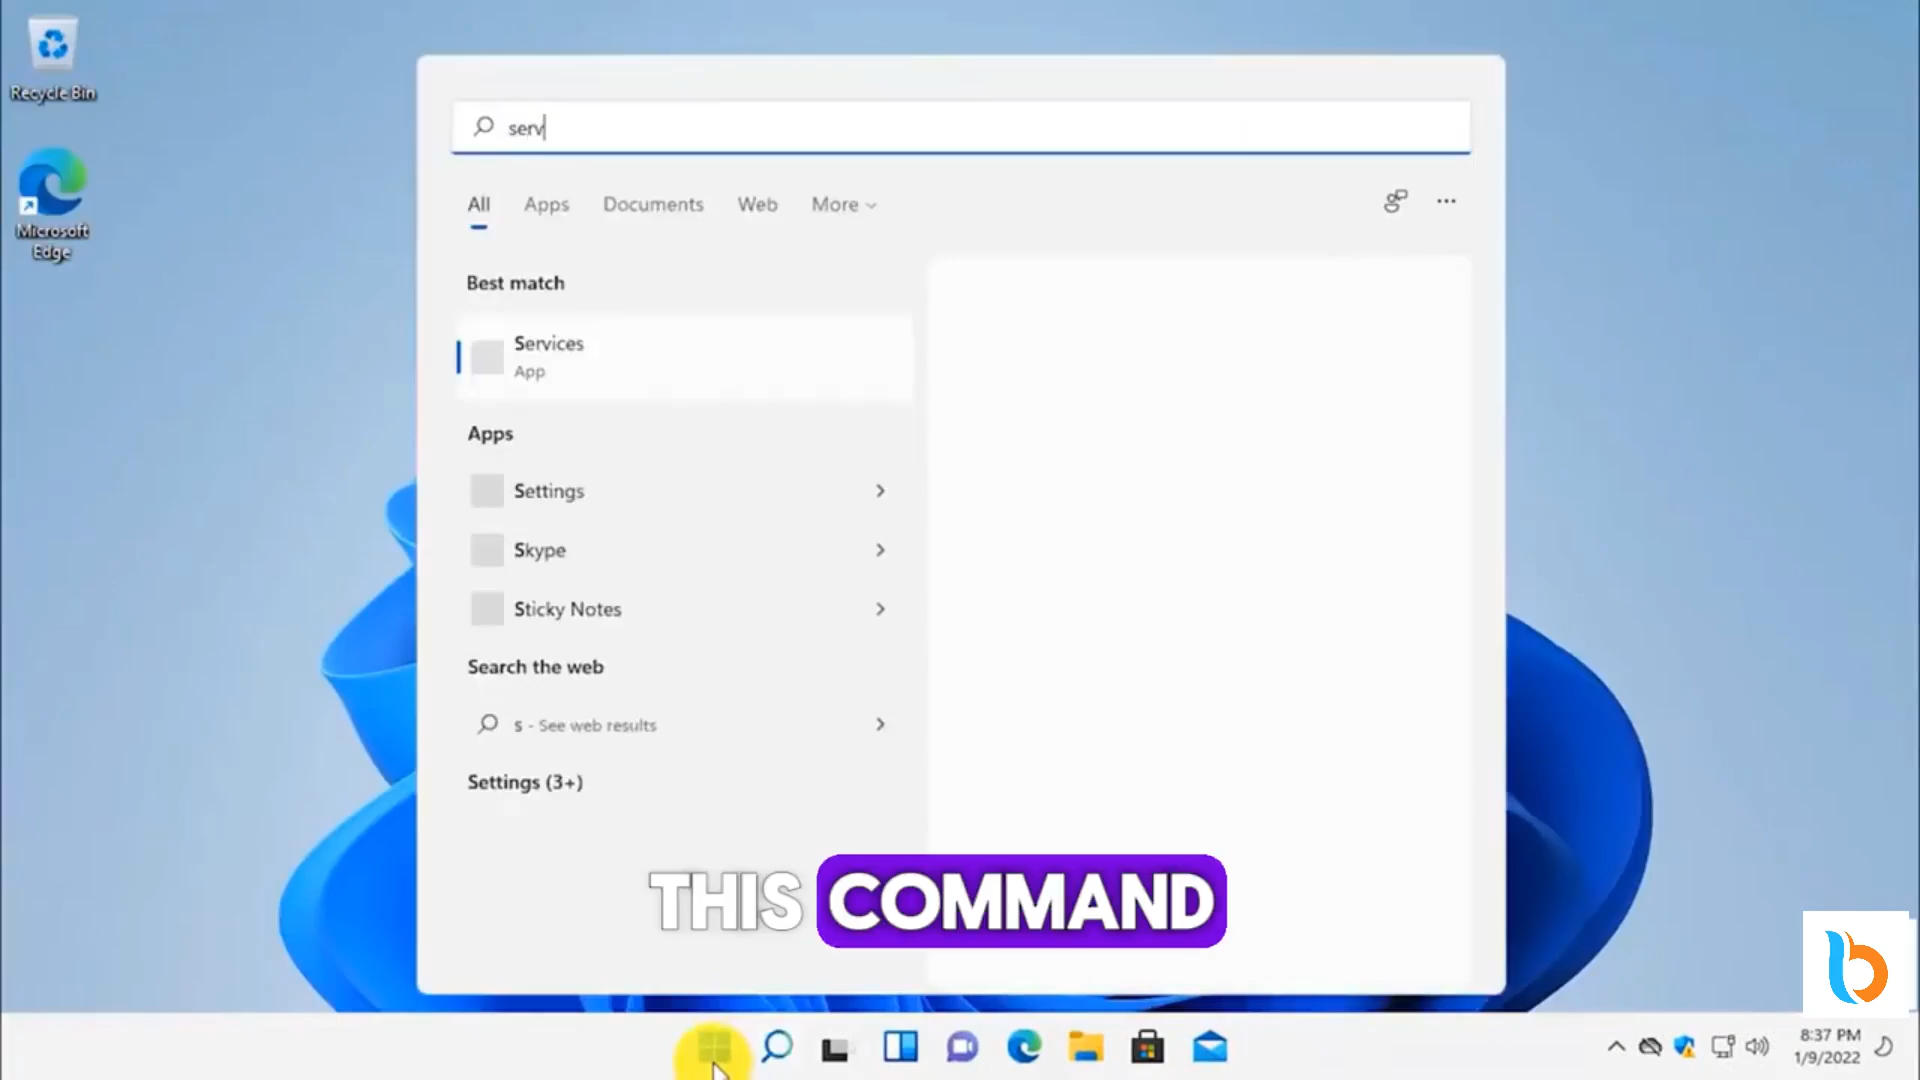 Recycle Bin
Microsoft
Edge
serv
All Apps Documents Web More
Best match
Services
App
Apps
Settings
Skype
Sticky Notes
Search the web
s - See web results
Settings (3+)
THIS COMMAND
b
8:37 PM
1/9/2022